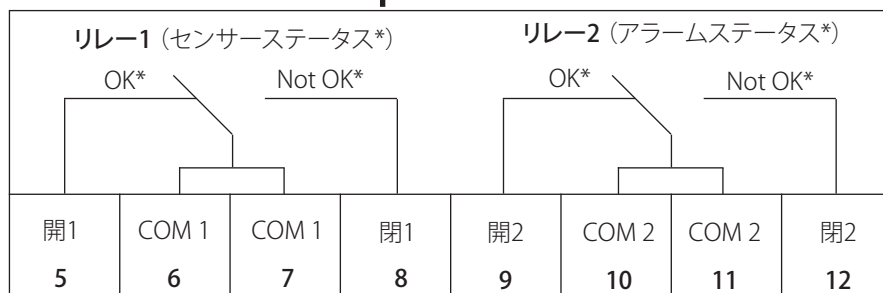 リレー1（センサーステータス*）
リレー2（アラームステータス*）
OK*
Not OK*
OK*
Not OK*
開1 COM 1 COM 1 閉1 開2 COM 2 COM 2 閉2
5 6 7 8 9 10 11 12